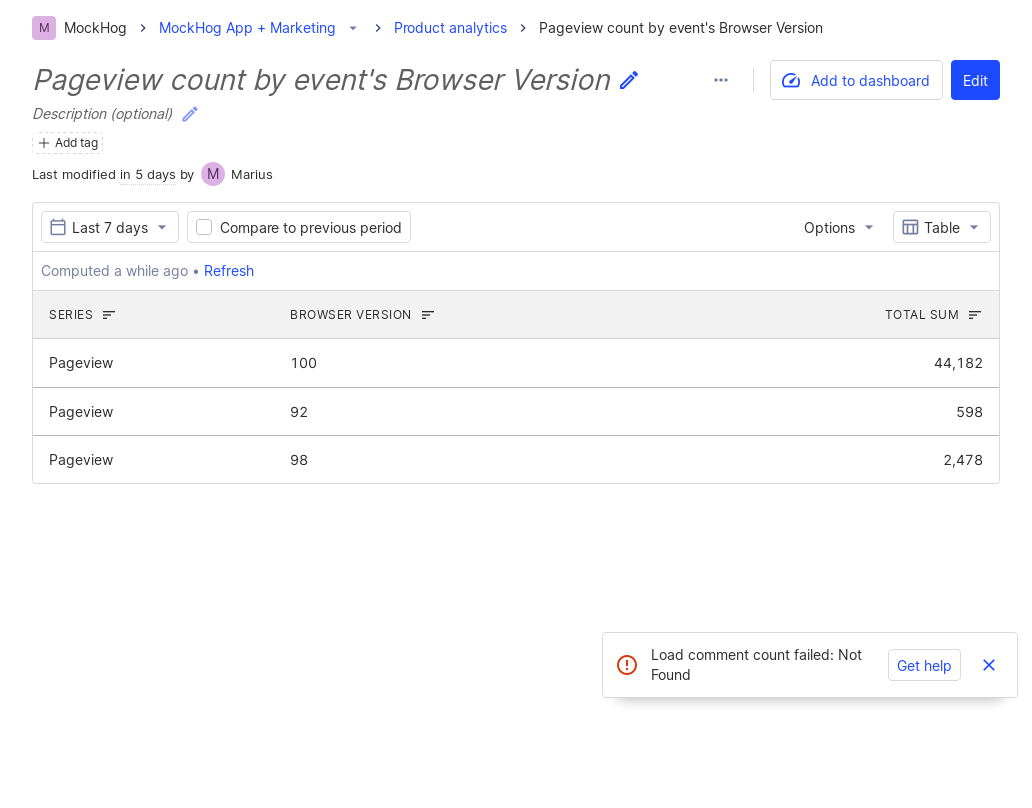 M MockHog MockHog App + Marketing Product analytics Pageview count by event's Browser Version
Pageview count by event's Browser Version
Add to dashboard Edit
Description (optional)
Add tag
Last modified in 5 days by M Marius
Last 7 days Compare to previous period Options Table
Computed a while ago • Refresh
SERIES BROWSER VERSION TOTAL SUM
Pageview 100 44,182
Pageview 92 598
Pageview 98 2,478
Load comment count failed: Not
Found
Get help